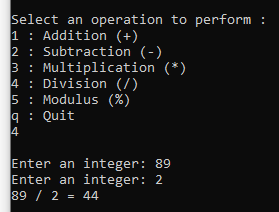 Select an operation to perform :
1 : Addition (+)
2 : Subtraction (-)
3 : Multiplication (*)
4 : Division (/)
5 : Modulus (%)
q : Quit
4
Enter an integer: 89
Enter an integer: 2
89 / 2 = 44